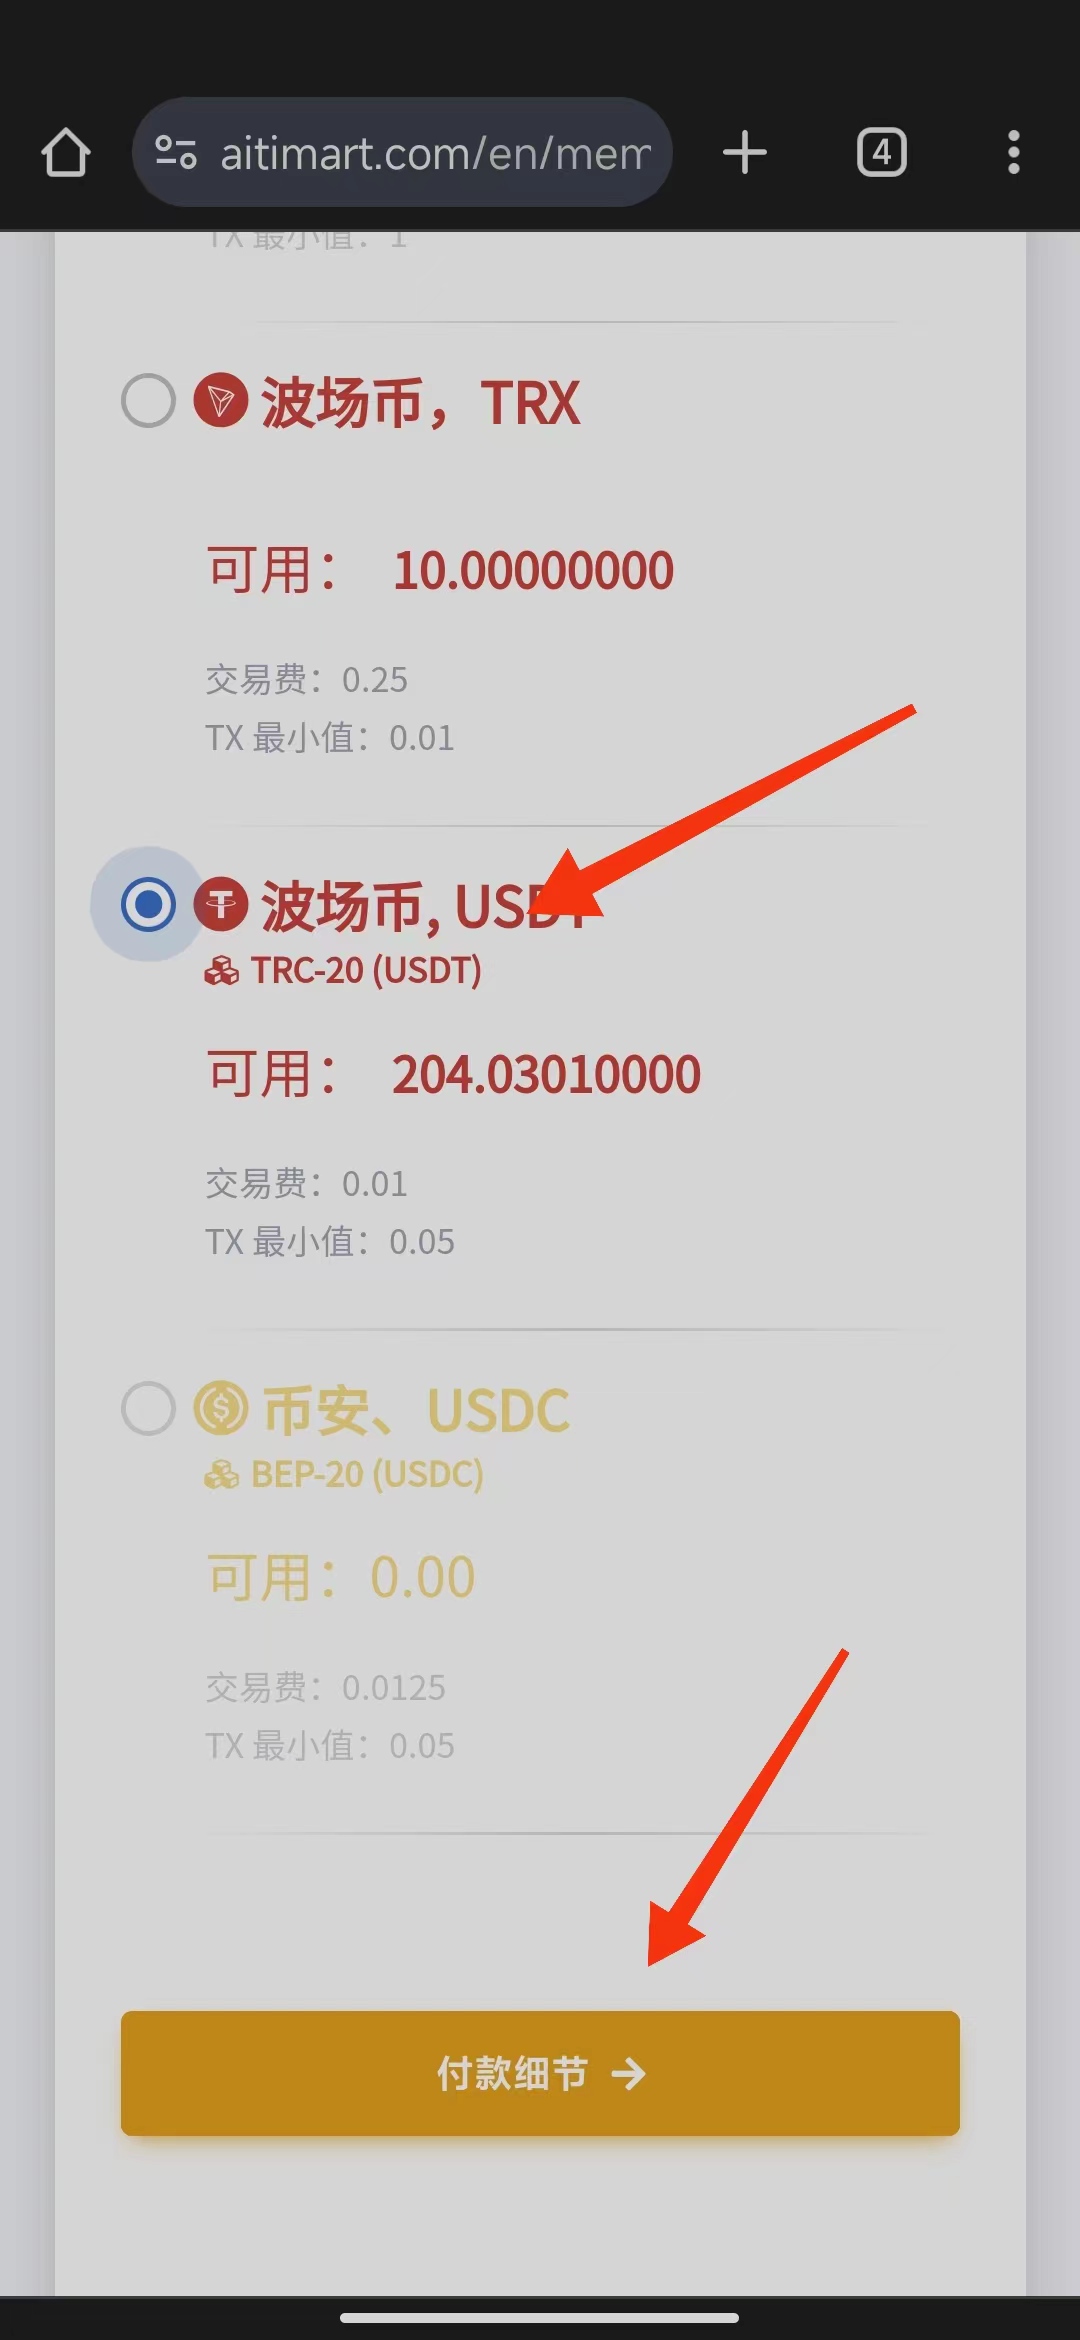 aitimart.com/en/mem
4
TX 最小值：1
波场币，TRX
可用： 10.00000000
交易费：0.25
TX 最小值：0.01
波场币, USDT
TRC-20 (USDT)
可用： 204.03010000
交易费：0.01
TX 最小值：0.05
币安、USDC
BEP-20 (USDC)
可用：0.00
交易费：0.0125
TX 最小值：0.05
付款细节 →